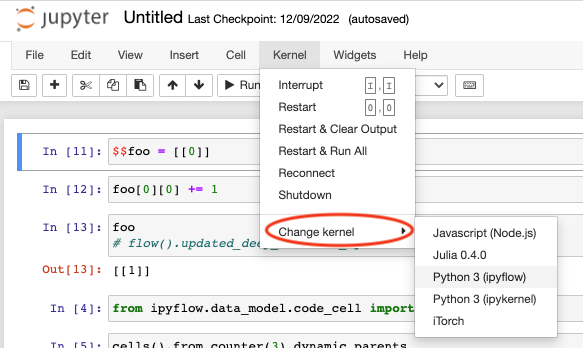 jupyter Untitled Last Checkpoint: 12/09/2022 (autosaved)
File Edit View Insert Cell Kernel Widgets Help
Run
Interrupt I,I
Restart 0,0
Restart & Clear Output
Restart & Run All
Reconnect
Shutdown
Change kernel
Javascript (Node.js)
Julia 0.4.0
Python 3 (ipyflow)
Python 3 (ipykernel)
iTorch
In [11]: $$foo = [[0]]
In [12]: foo[0][0] += 1
In [13]: foo
# flow().updated_deep
Out[13]: [[1]]
In [4]: from ipyflow.data_model.code_cell import
In [5]: cells().from_counter(3).dynamic_parents